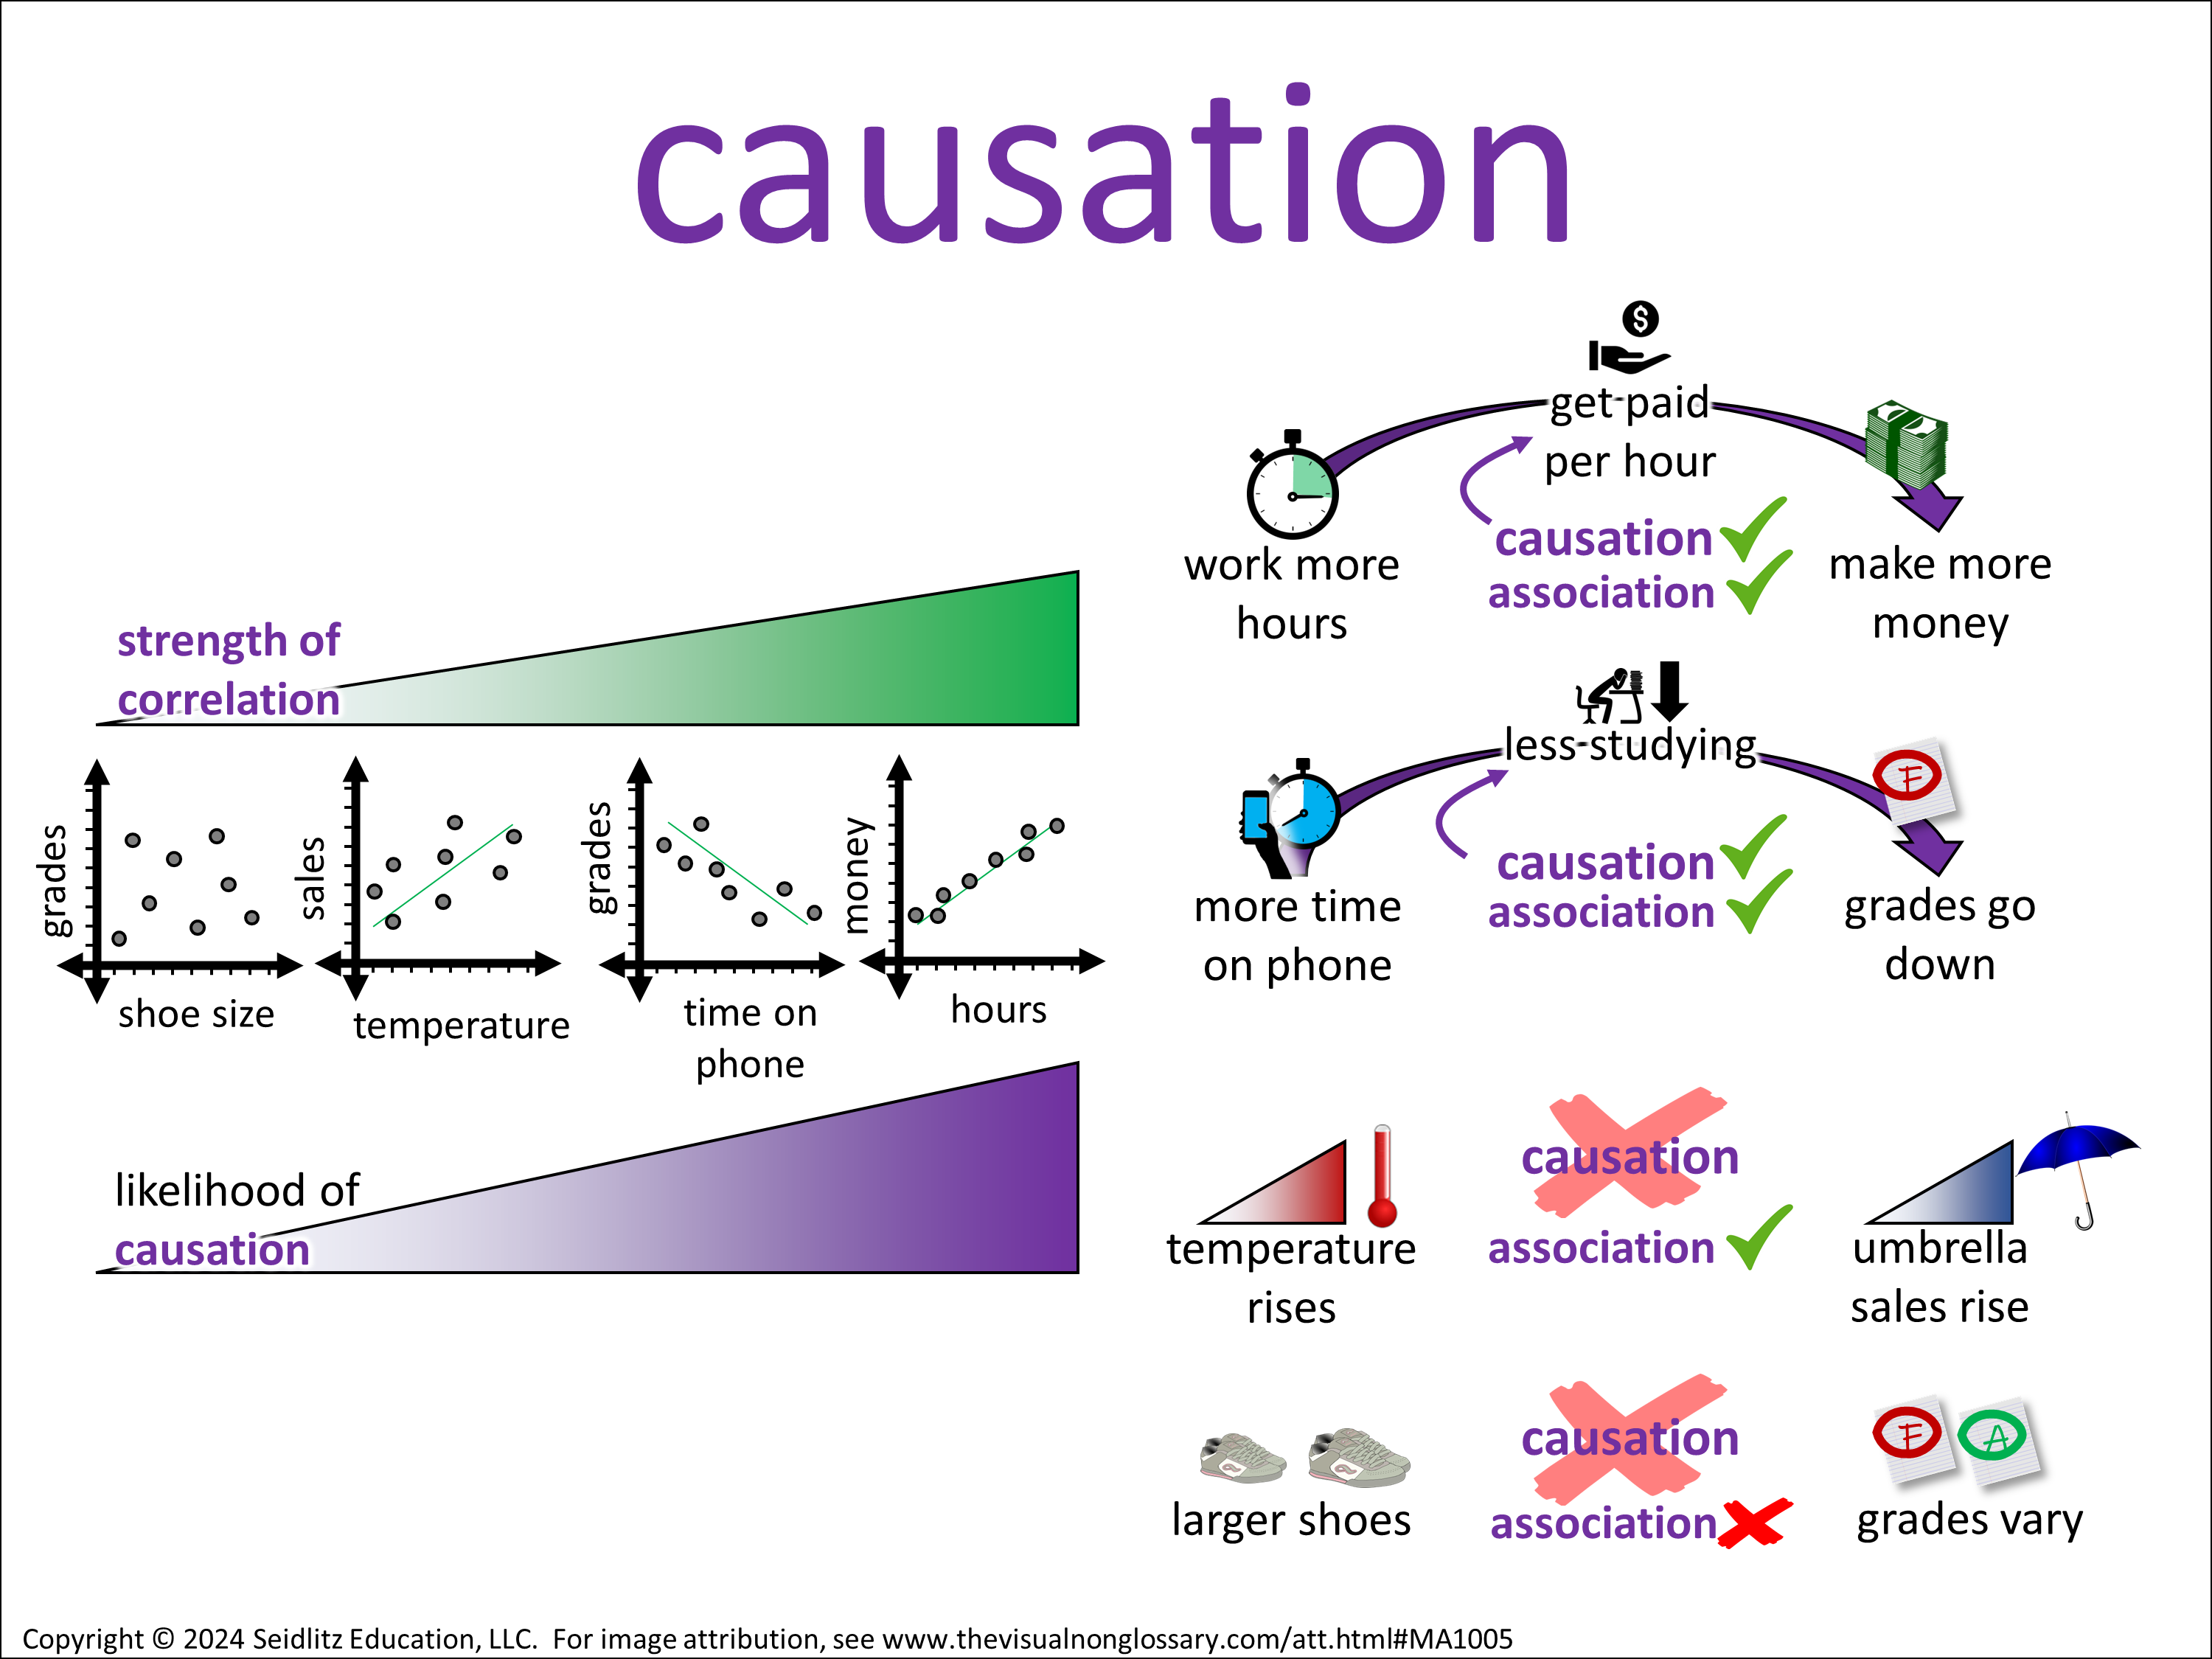 causation
strength of
correlation
grades
shoe size
sales
temperature
grades
time on
phone
money
hours
likelihood of
causation
$
get paid
per hour
work more
hours
causation
association
make more
money
less studying
F
more time
on phone
causation
association
grades go
down
temperature
rises
causation
association
umbrella
sales rise
larger shoes
causation
association
F
A
grades vary
Copyright © 2024 Seidlitz Education, LLC.  For image attribution, see www.thevisualnonglossary.com/att.html#MA1005